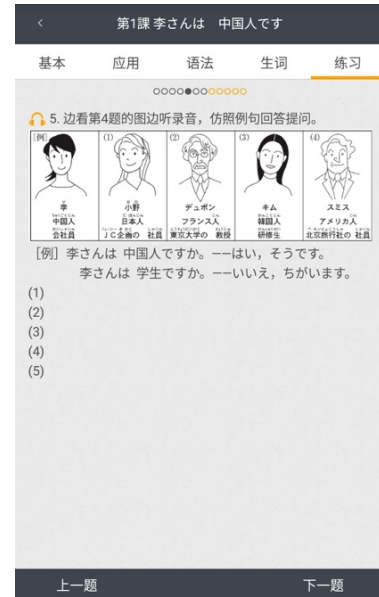 第1課 李さんは　中国人です
基本 应用 语法 生词 练习
5. 边看第4题的图边听录音，仿照例句回答提问。
[例] (1) (2) (3) (4)
李 小野 デュポン キム スミス
中国人 日本人 フランス人 韓国人 アメリカ人
会社員 JC企画の 社員 東京大学の 教授 研修生 北京旅行社の 社員
[例] 李さんは 中国人ですか。——はい，そうです。
李さんは 学生ですか。——いいえ，ちがいます。
(1)
(2)
(3)
(4)
(5)
上一题 下一题